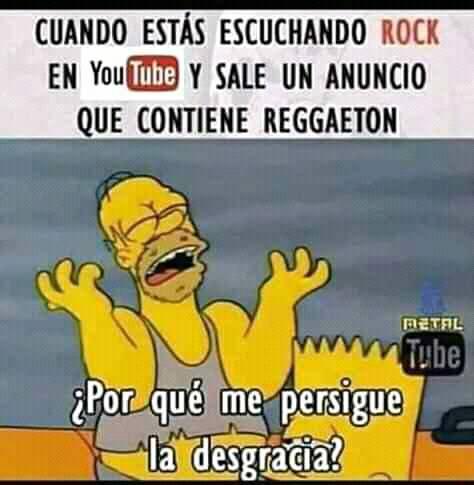 CUANDO ESTÁS ESCUCHANDO ROCK
EN YouTube Y SALE UN ANUNCIO
QUE CONTIENE REGGAETON
METAL
Tube
¿Por qué me persigue
la desgracia?